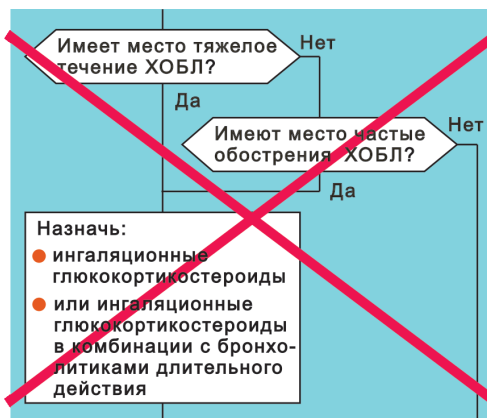 Имеет место тяжелое
течение ХОБЛ?
Нет
Да
Имеют место частые
обострения ХОБЛ?
Нет
Да
Назначь:
ингаляционные
глюкокортикостероиды
или ингаляционные
глюкокортикостероиды
в комбинации с бронхо-
литиками длительного
действия